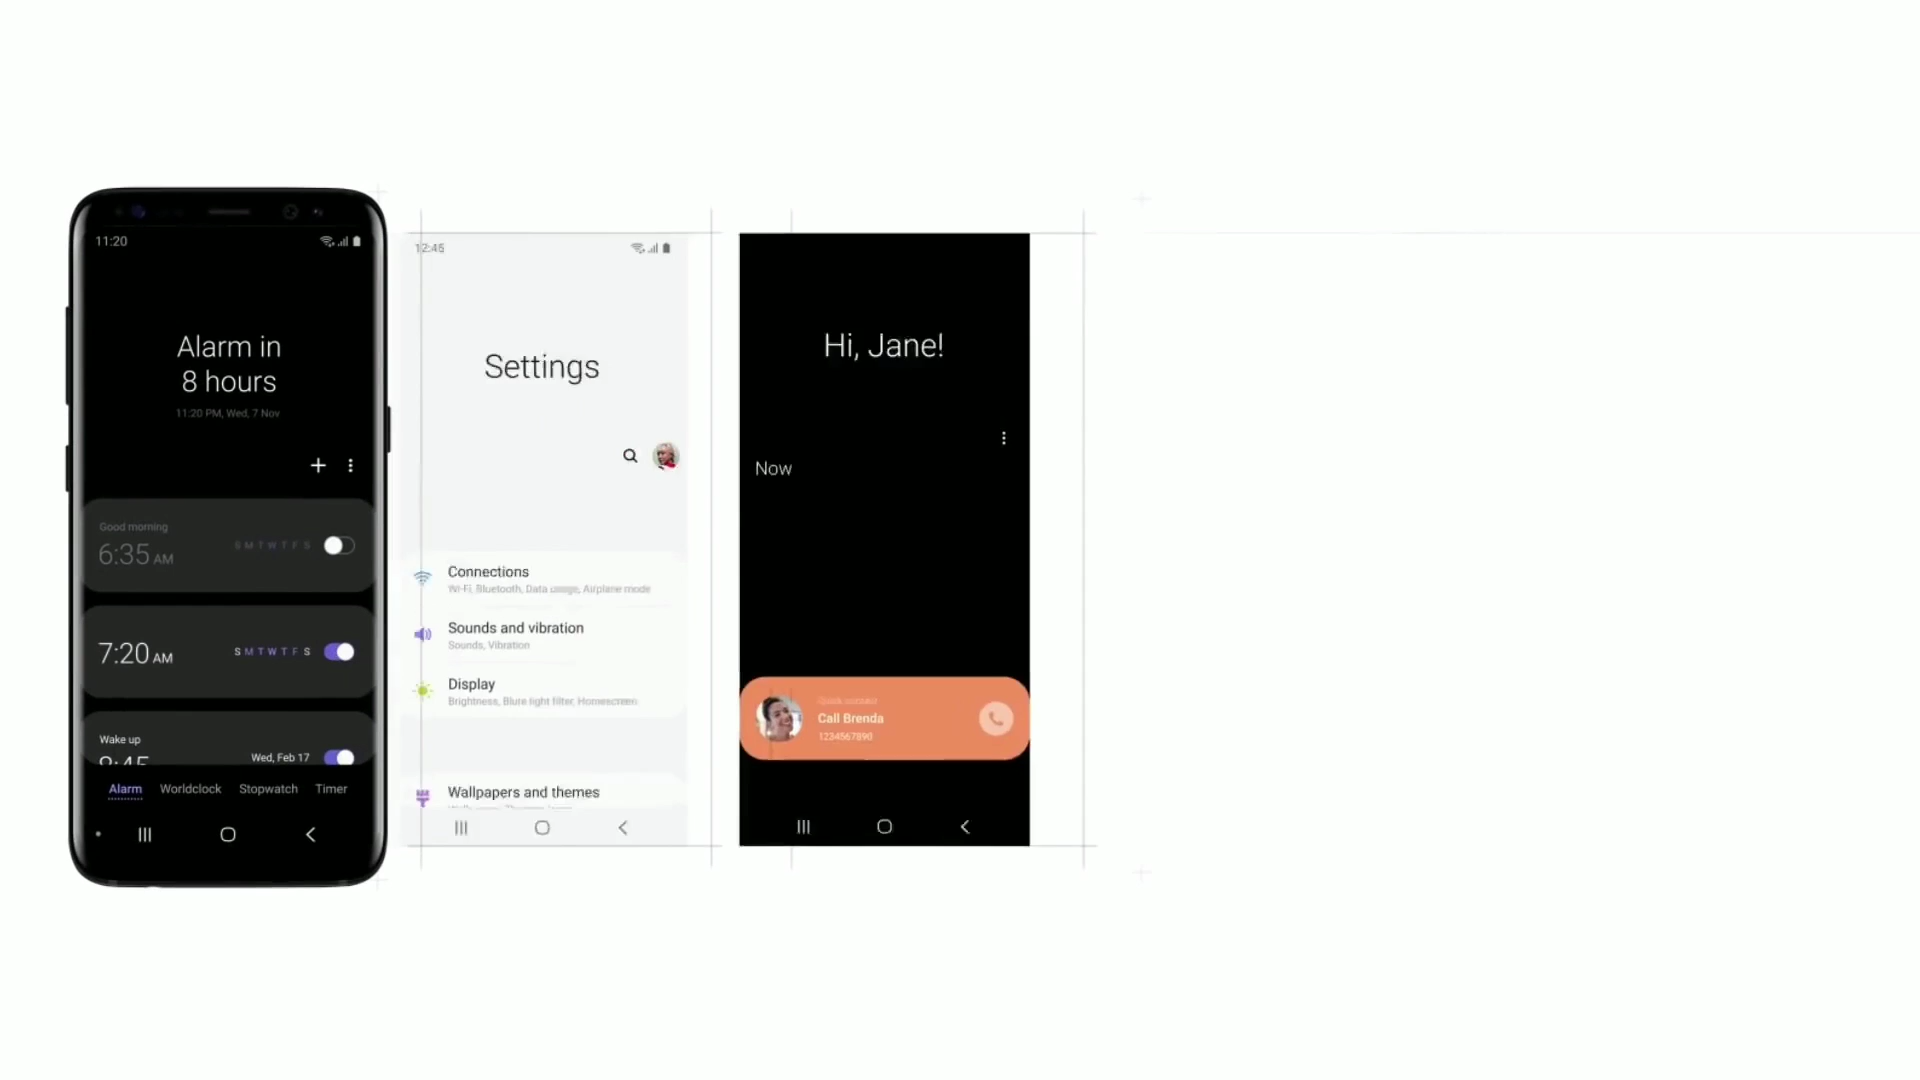 11:20
Alarm in
8 hours
11:20 PM, Wed, 7 Nov
Good morning
6:35 AM
S M T W T F S
7:20 AM
S M T W T F S
Wake up
8:45
Wed, Feb 17
Alarm Worldclock Stopwatch Timer
12:45
Settings
Connections
Wi-Fi, Bluetooth, Data usage, Airplane mode
Sounds and vibration
Sounds, Vibration
Display
Brightness, Blure light filter, Homescreen
Wallpapers and themes
Hi, Jane!
Now
Call Brenda
1234567890